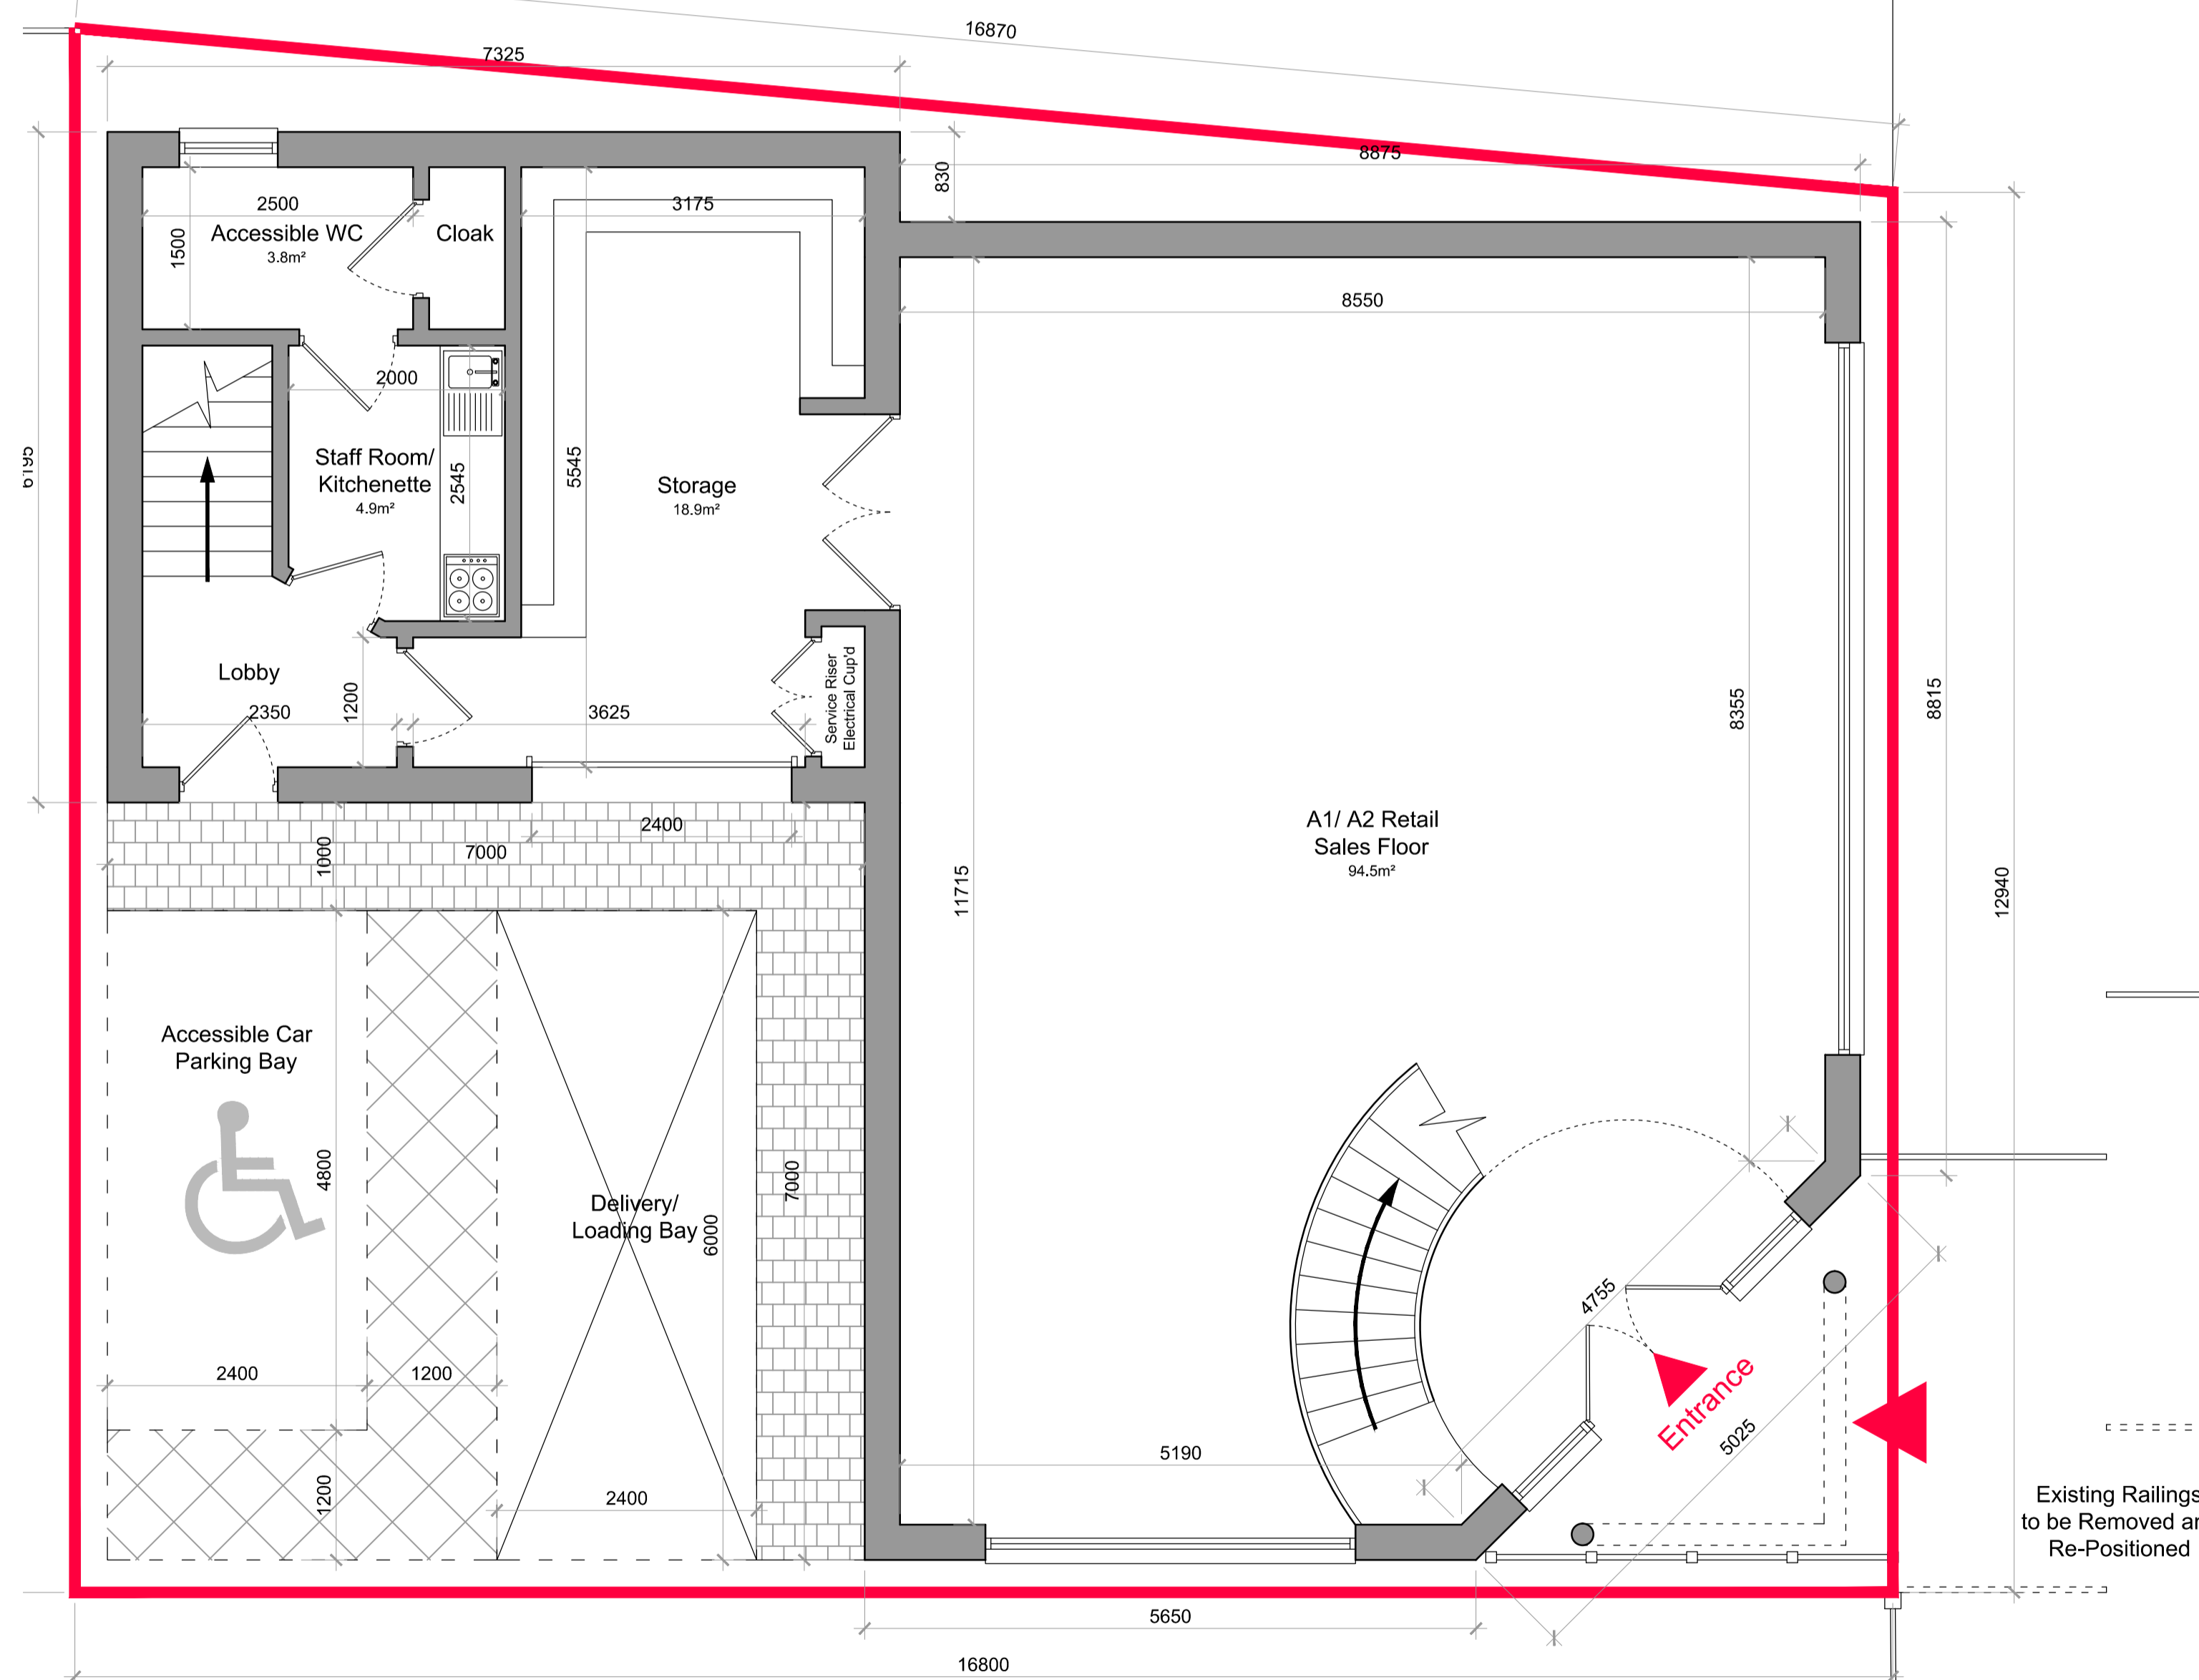 16870
7325
8875
830
2500
3175
Accessible WC
3.8m²
Cloak
1500
8550
2000
Staff Room/
Kitchenette
4.9m²
2545
5545
Storage
18.9m²
Lobby
2350
1200
3625
Service Riser
Electrical Cup'd
8355
8815
12940
2400
7000
1000
A1/ A2 Retail
Sales Floor
94.5m²
11715
Accessible Car
Parking Bay
4800
Delivery/
Loading Bay
6000
7000
4755
Entrance
5025
2400
1200
5190
1200
2400
Existing Railings
to be Removed
Re-Positioned
5650
16800